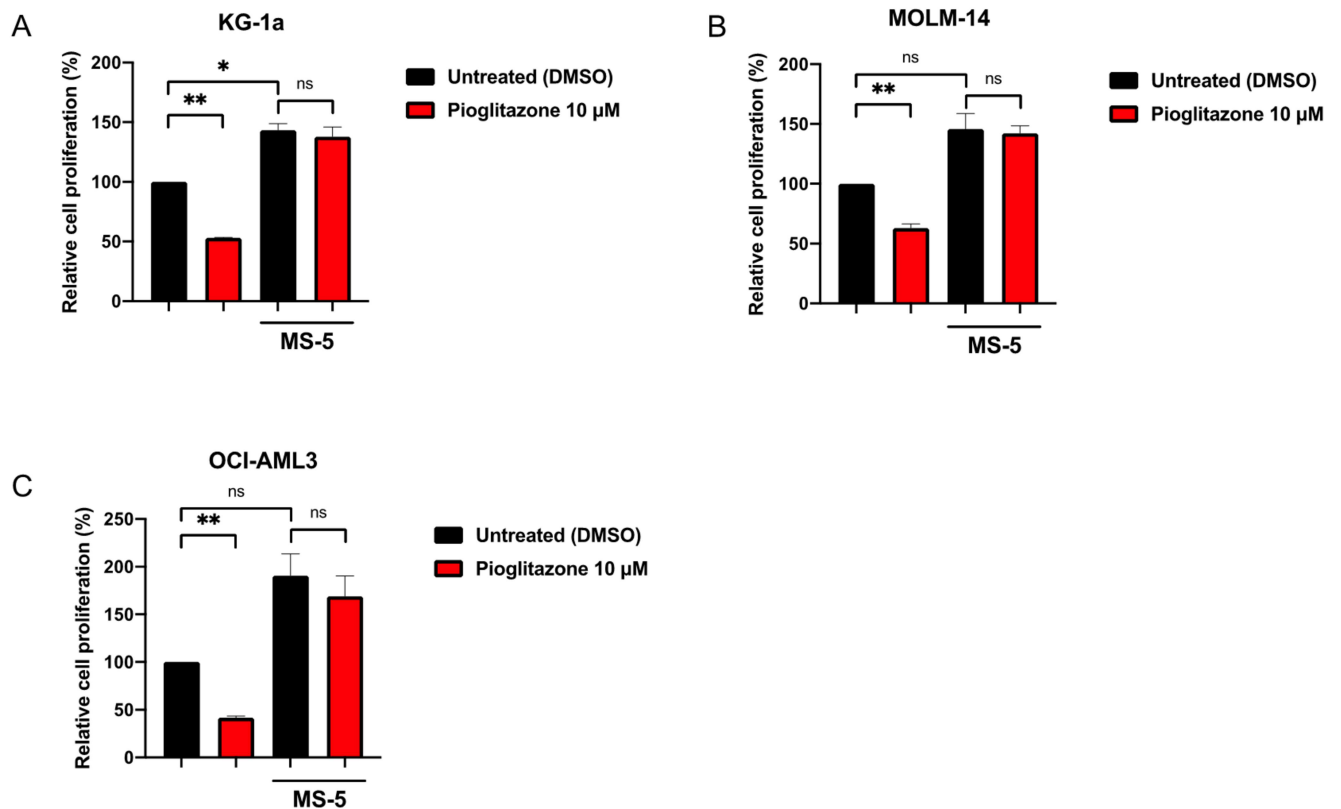 A
KG-1a
Relative cell proliferation (%)
200
150
100
50
0
*
**
ns
MS-5
Untreated (DMSO)
Pioglitazone 10 µM
B
MOLM-14
Relative cell proliferation (%)
200
150
100
50
0
ns
**
ns
MS-5
Untreated (DMSO)
Pioglitazone 10 µM
C
OCI-AML3
Relative cell proliferation (%)
250
200
150
100
50
0
ns
**
ns
MS-5
Untreated (DMSO)
Pioglitazone 10 µM